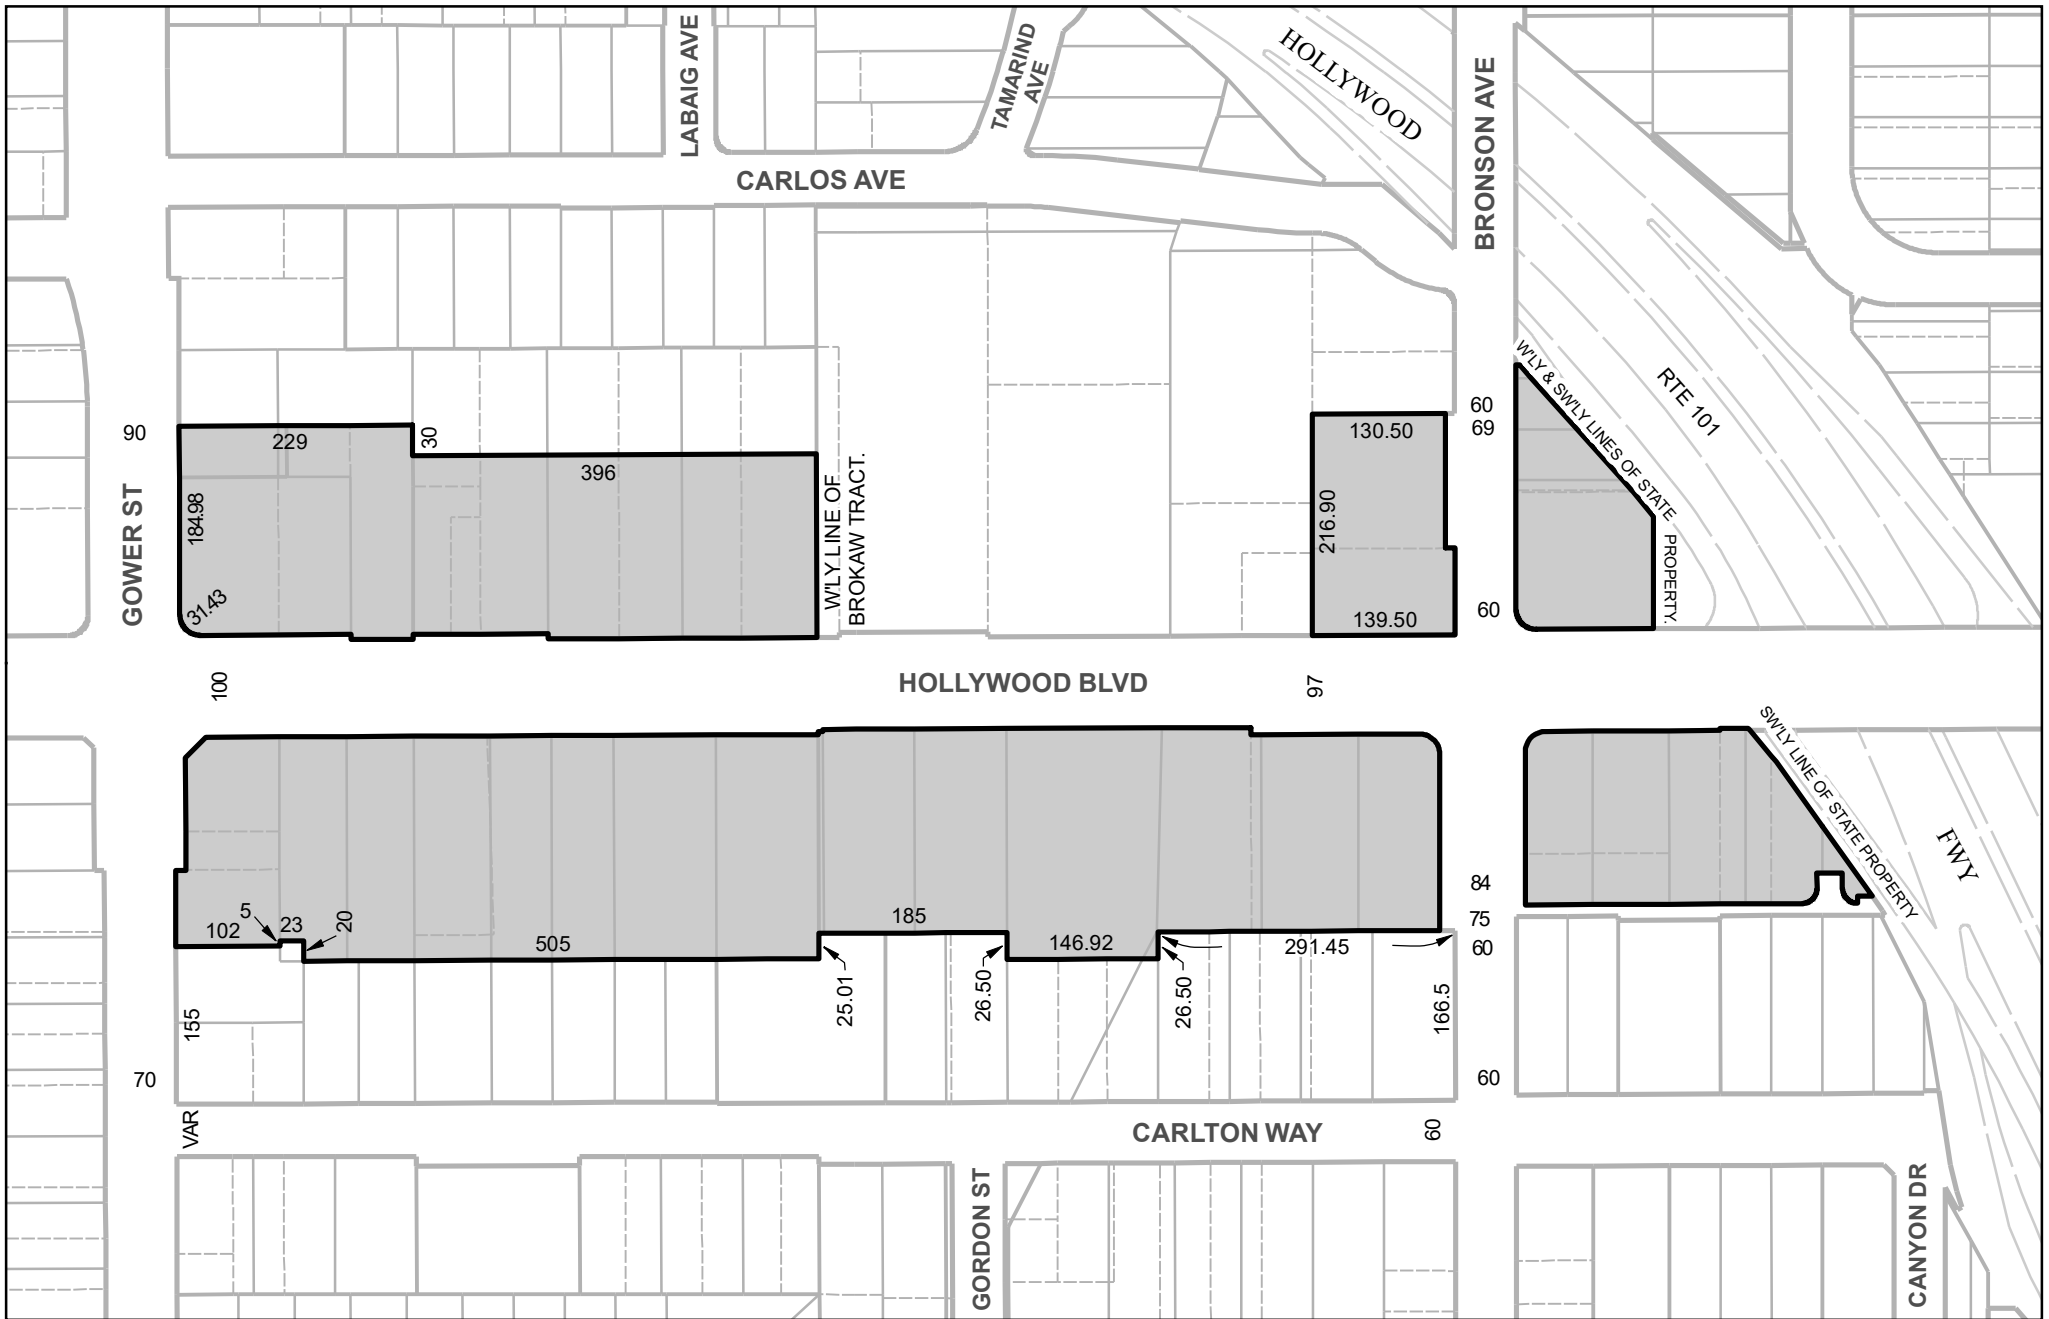 LABAIG AVE
TAMARIND
AVE
HOLLYWOOD
BRONSON AVE
CARLOS AVE
W'LY & SW'LY LINES OF STATE
PROPERTY.
RTE 101
90
229
30
396
184.98
31.43
GOWER ST
W'LY LINE OF
BROKAW TRACT.
60
69
130.50
216.90
139.50
60
100
HOLLYWOOD BLVD
97
SW'LY LINE OF STATE PROPERTY
FWY
84
75
60
102
5
23
20
505
185
146.92
291.45
25.01
26.50
26.50
166.5
155
70
60
VAR
CARLTON WAY
60
GORDON ST
CANYON DR